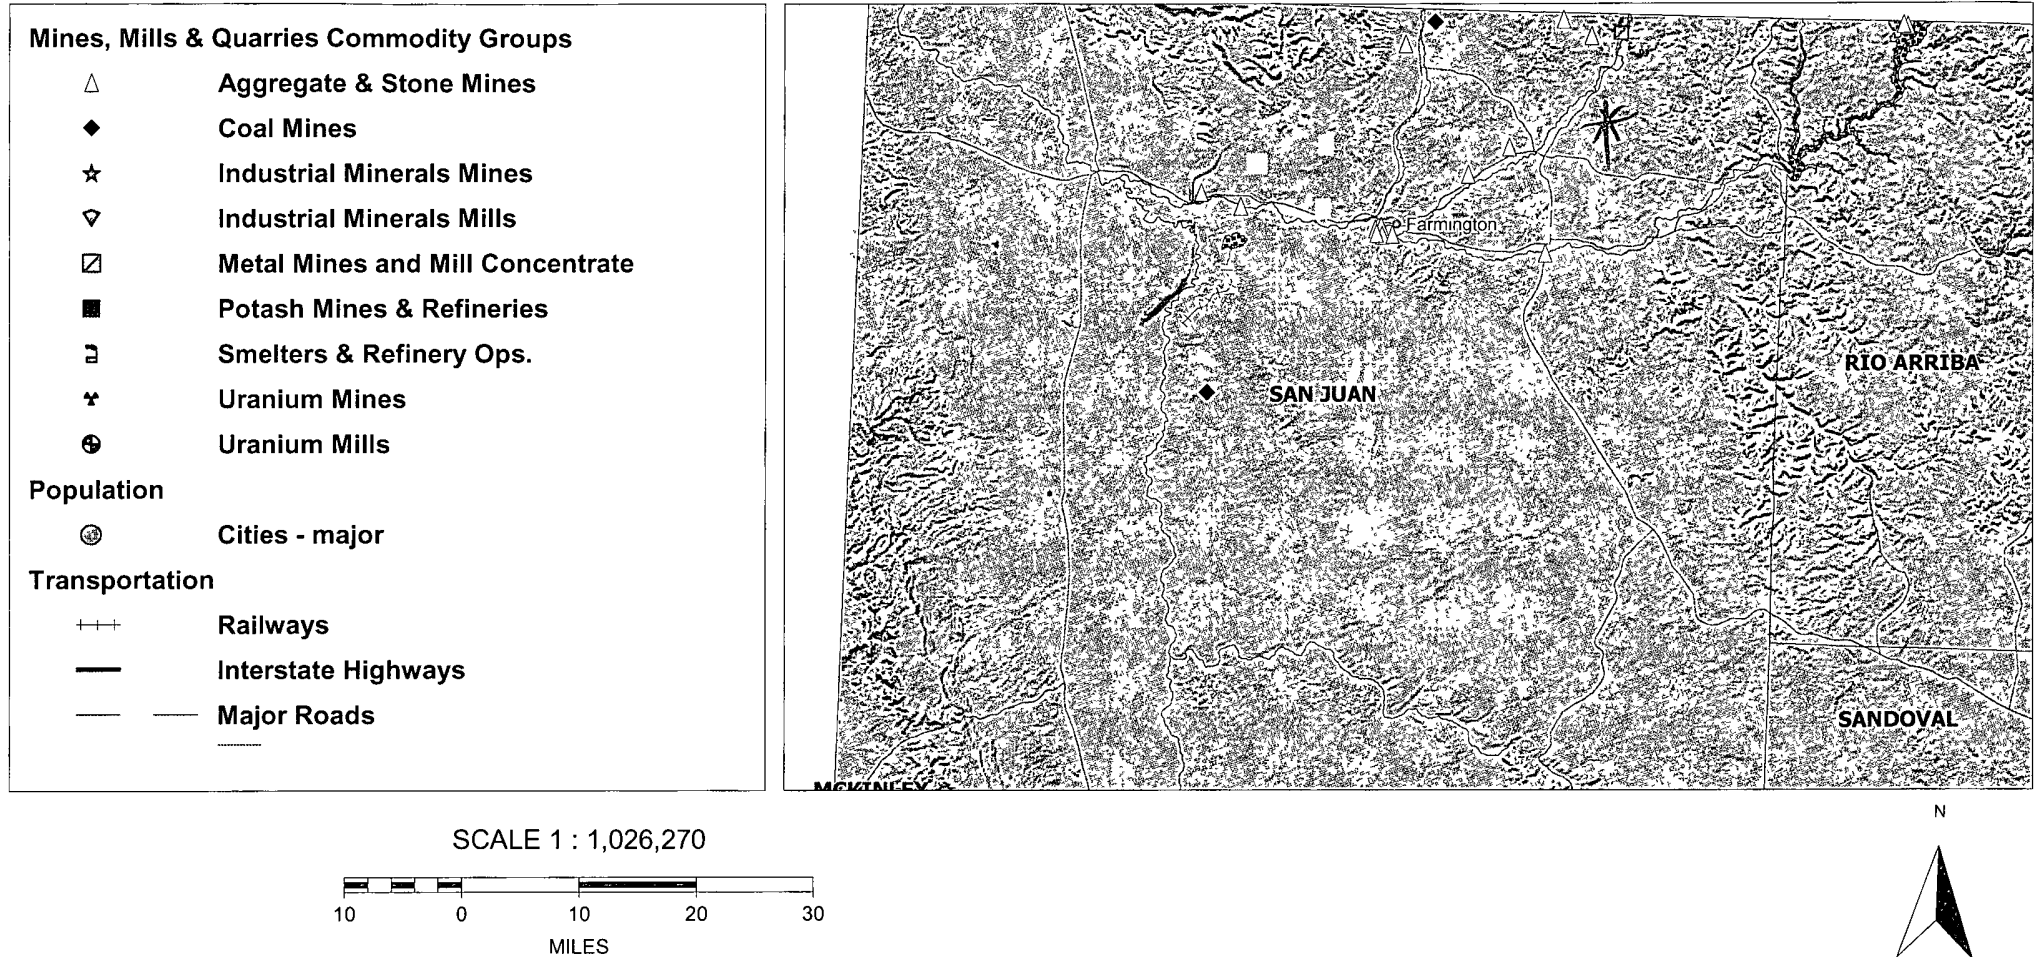 Mines, Mills & Quarries Commodity Groups
Aggregate & Stone Mines
Coal Mines
Industrial Minerals Mines
Industrial Minerals Mills
Metal Mines and Mill Concentrate
Potash Mines & Refineries
Smelters & Refinery Ops.
Uranium Mines
Uranium Mills
Population
Cities - major
Transportation
Railways
Interstate Highways
Major Roads
Farmington
RIO ARRIBA
SAN JUAN
SANDOVAL
MCKINLEY
SCALE 1 : 1,026,270
10 0 10 20 30
MILES
N